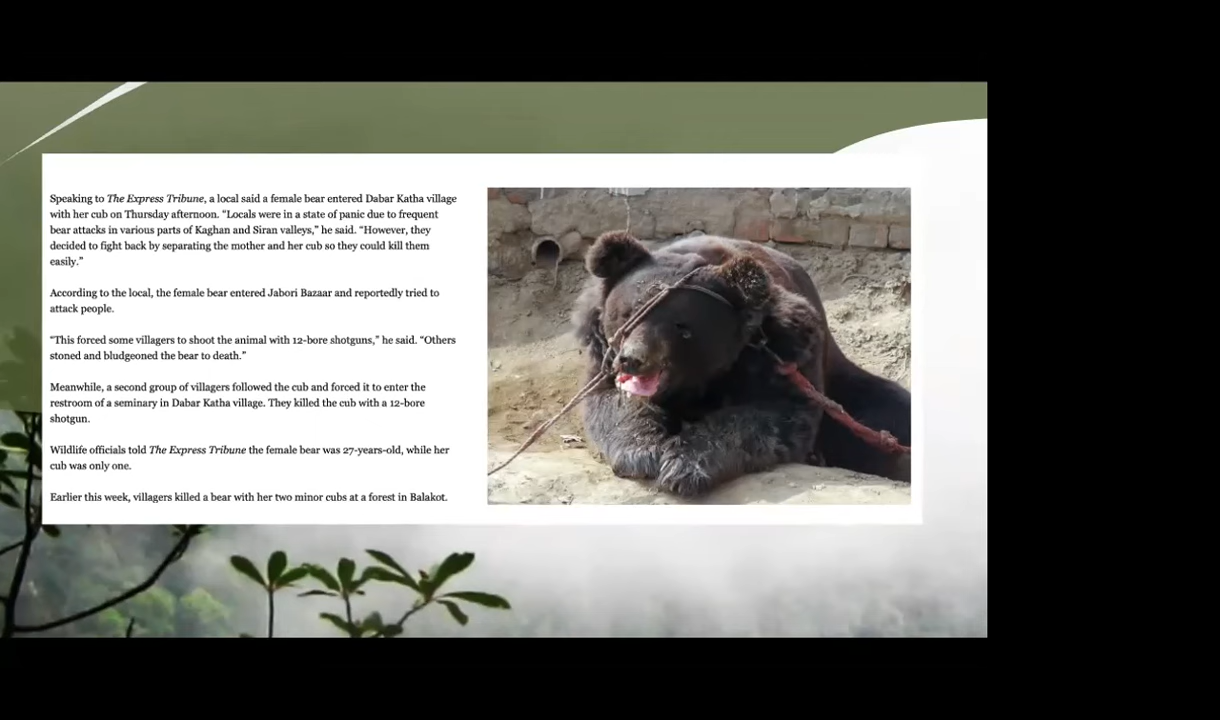 Speaking to The Express Tribune, a local said a female bear entered Dabar Katha village
with her cub on Thursday afternoon. “Locals were in a state of panic due to frequent
bear attacks in various parts of Kaghan and Siran valleys,” he said. “However, they
decided to fight back by separating the mother and her cub so they could kill them
easily.”
According to the local, the female bear entered Jabori Bazaar and reportedly tried to
attack people.
“This forced some villagers to shoot the animal with 12-bore shotguns,” he said. “Others
stoned and bludgeoned the bear to death.”
Meanwhile, a second group of villagers followed the cub and forced it to enter the
restroom of a seminary in Dabar Katha village. They killed the cub with a 12-bore
shotgun.
Wildlife officials told The Express Tribune the female bear was 27-years-old, while her
cub was only one.
Earlier this week, villagers killed a bear with her two minor cubs at a forest in Balakot.